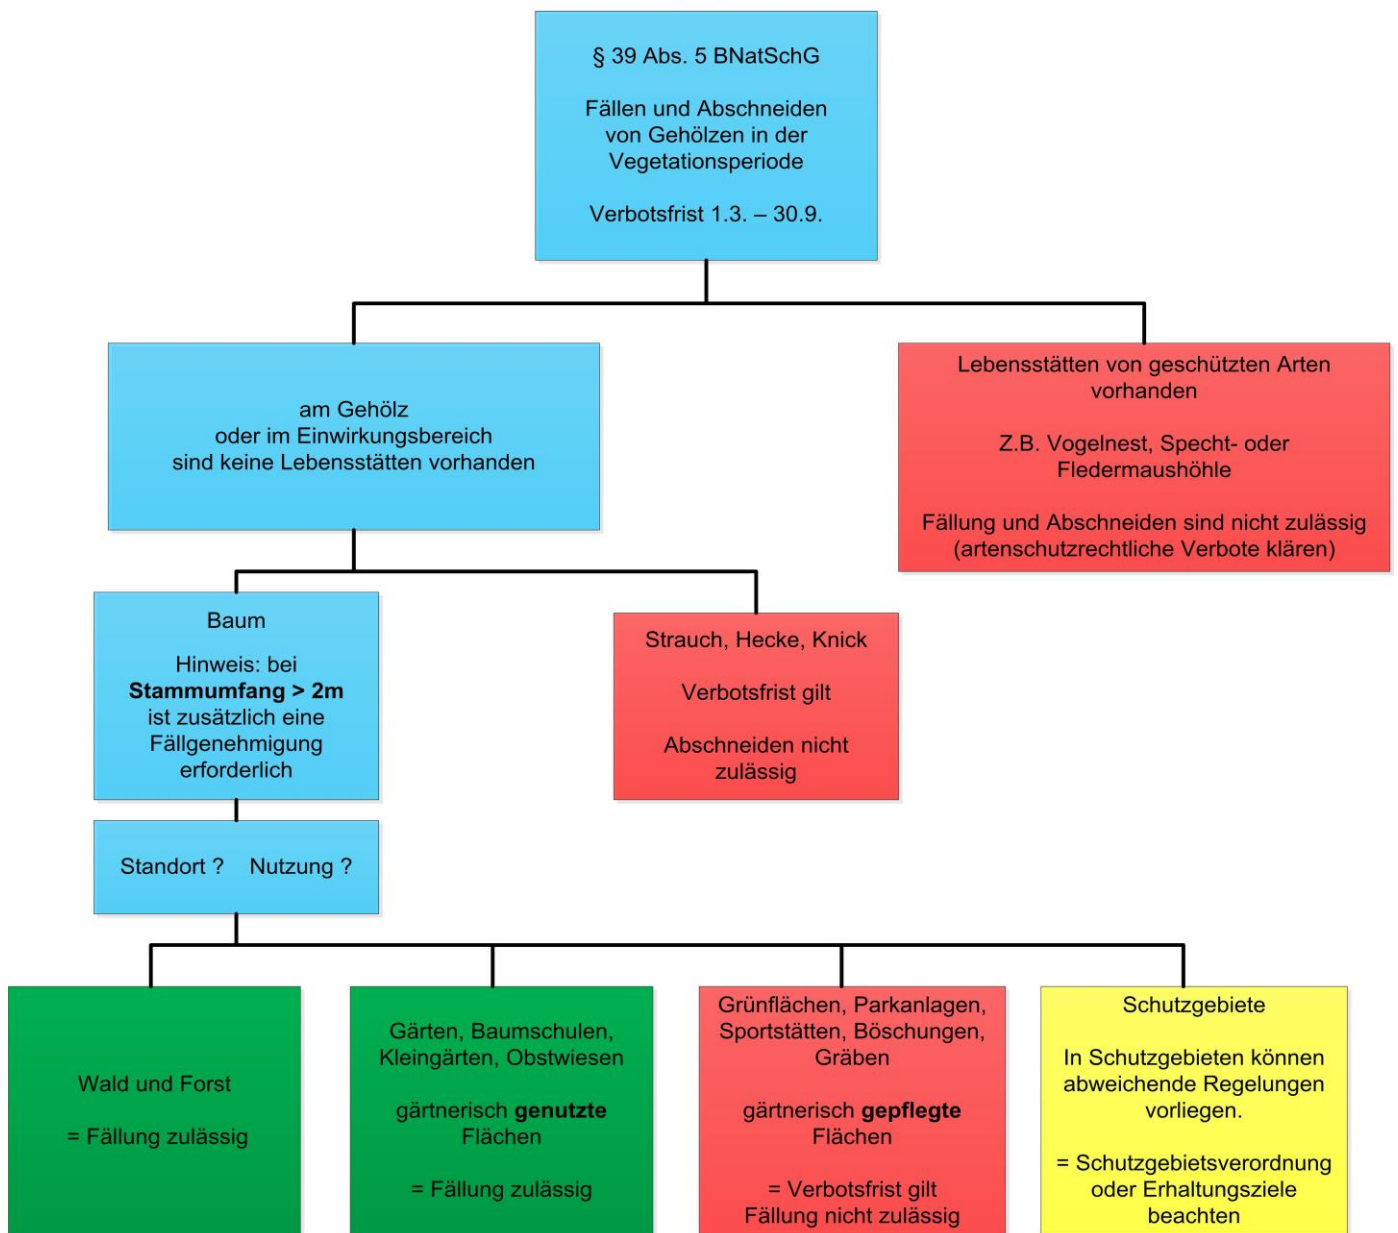 § 39 Abs. 5 BNatSchG
Fällen und Abschneiden
von Gehölzen in der
Vegetationsperiode
Verbotsfrist 1.3. – 30.9.
am Gehölz
oder im Einwirkungsbereich
sind keine Lebensstätten vorhanden
Lebensstätten von geschützten Arten
vorhanden
Z.B. Vogelnest, Specht- oder
Fledermaushöhle
Fällung und Abschneiden sind nicht zulässig
(artenschutzrechtliche Verbote klären)
Baum
Hinweis: bei
Stammumfang > 2m
ist zusätzlich eine
Fällgenehmigung
erforderlich
Strauch, Hecke, Knick
Verbotsfrist gilt
Abschneiden nicht
zulässig
Standort ? Nutzung ?
Wald und Forst
= Fällung zulässig
Gärten, Baumschulen,
Kleingärten, Obstwiesen
gärtnerisch genutzte
Flächen
= Fällung zulässig
Grünflächen, Parkanlagen,
Sportstätten, Böschungen,
Gräben
gärtnerisch gepflegte
Flächen
= Verbotsfrist gilt
Fällung nicht zulässig
Schutzgebiete
In Schutzgebieten können
abweichende Regelungen
vorliegen.
= Schutzgebietsverordnung
oder Erhaltungsziele
beachten